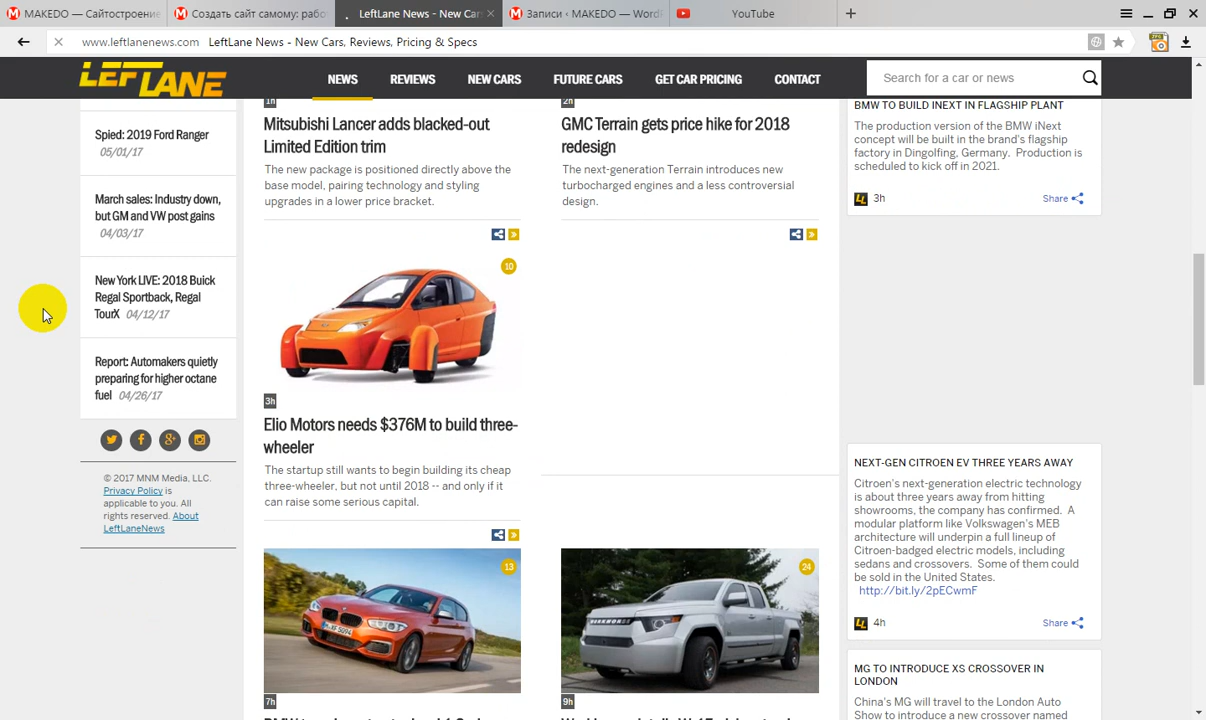 MAKEDO — Сайтостроение
Создать сайт самому: рабо
LeftLane News - New Cars
Записи ‹ MAKEDO — Word
YouTube
www.leftlanenews.com LeftLane News - New Cars, Reviews, Pricing & Specs
LEFTLANE
NEWS REVIEWS NEW CARS FUTURE CARS GET CAR PRICING CONTACT
Search for a car or news
Spied: 2019 Ford Ranger
05/01/17
March sales: Industry down,
but GM and VW post gains
04/03/17
New York LIVE: 2018 Buick
Regal Sportback, Regal
TourX 04/12/17
Report: Automakers quietly
preparing for higher octane
fuel 04/26/17
© 2017 MNM Media, LLC.
Privacy Policy is
applicable to you. All
rights reserved. About
LeftLaneNews
1h
Mitsubishi Lancer adds blacked-out
Limited Edition trim
The new package is positioned directly above the
base model, pairing technology and styling
upgrades in a lower price bracket.
2h
GMC Terrain gets price hike for 2018
redesign
The next-generation Terrain introduces new
turbocharged engines and a less controversial
design.
10
3h
Elio Motors needs $376M to build three-
wheeler
The startup still wants to begin building its cheap
three-wheeler, but not until 2018 -- and only if it
can raise some serious capital.
13
7h
24
9h
BMW TO BUILD INEXT IN FLAGSHIP PLANT
The production version of the BMW iNext
concept will be built in the brand's flagship
factory in Dingolfing, Germany. Production is
scheduled to kick off in 2021.
3h Share
NEXT-GEN CITROEN EV THREE YEARS AWAY
Citroen's next-generation electric technology
is about three years away from hitting
showrooms, the company has confirmed. A
modular platform like Volkswagen's MEB
architecture will underpin a full lineup of
Citroen-badged electric models, including
sedans and crossovers. Some of them could
be sold in the United States.
http://bit.ly/2pECwmF
4h Share
MG TO INTRODUCE XS CROSSOVER IN
LONDON
China's MG will travel to the London Auto
Show to introduce a new crossover named